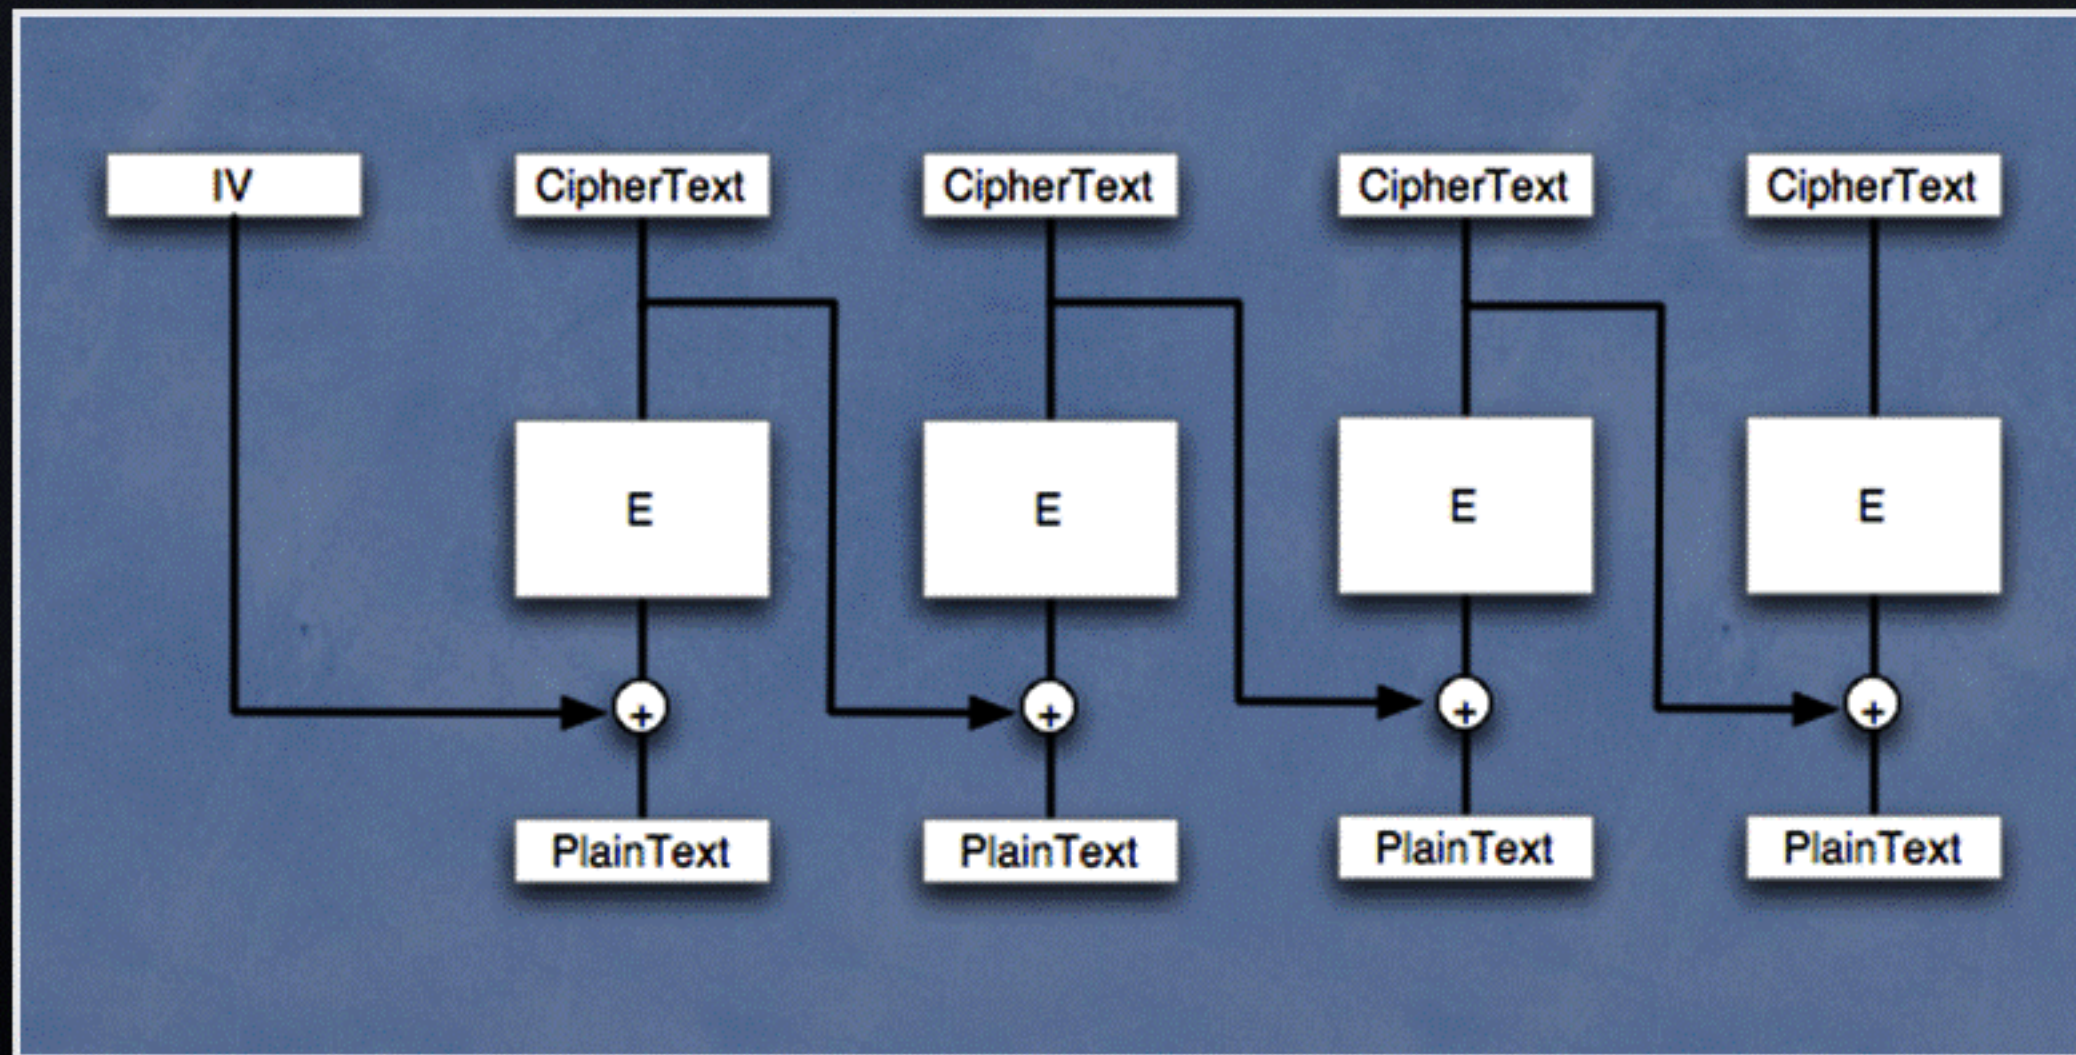 IV CipherText CipherText CipherText CipherText
E E E E
+ + + +
PlainText PlainText PlainText PlainText